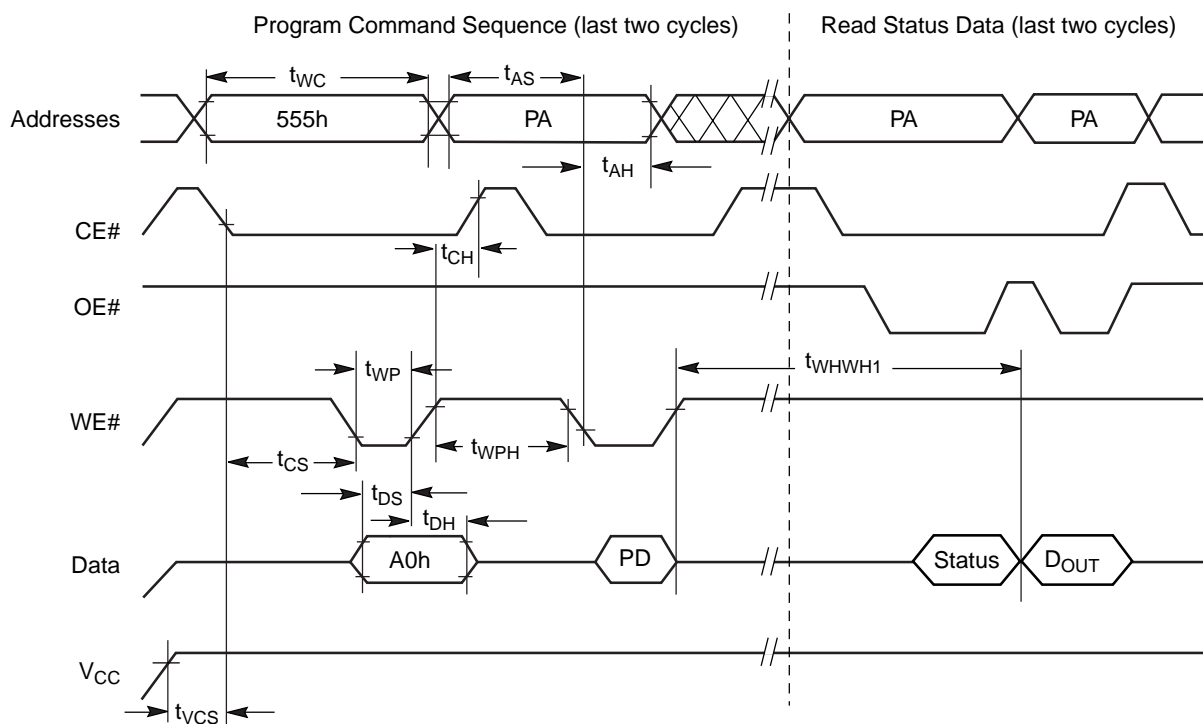 Program Command Sequence (last two cycles) Read Status Data (last two cycles)
tWC tAS
Addresses 555h PA PA PA
tAH
CE#
tCH
OE#
tWP tWHWH1
WE#
tWPH
tCS
tDS
tDH
Data A0h PD Status DOUT
VCC
tVCS